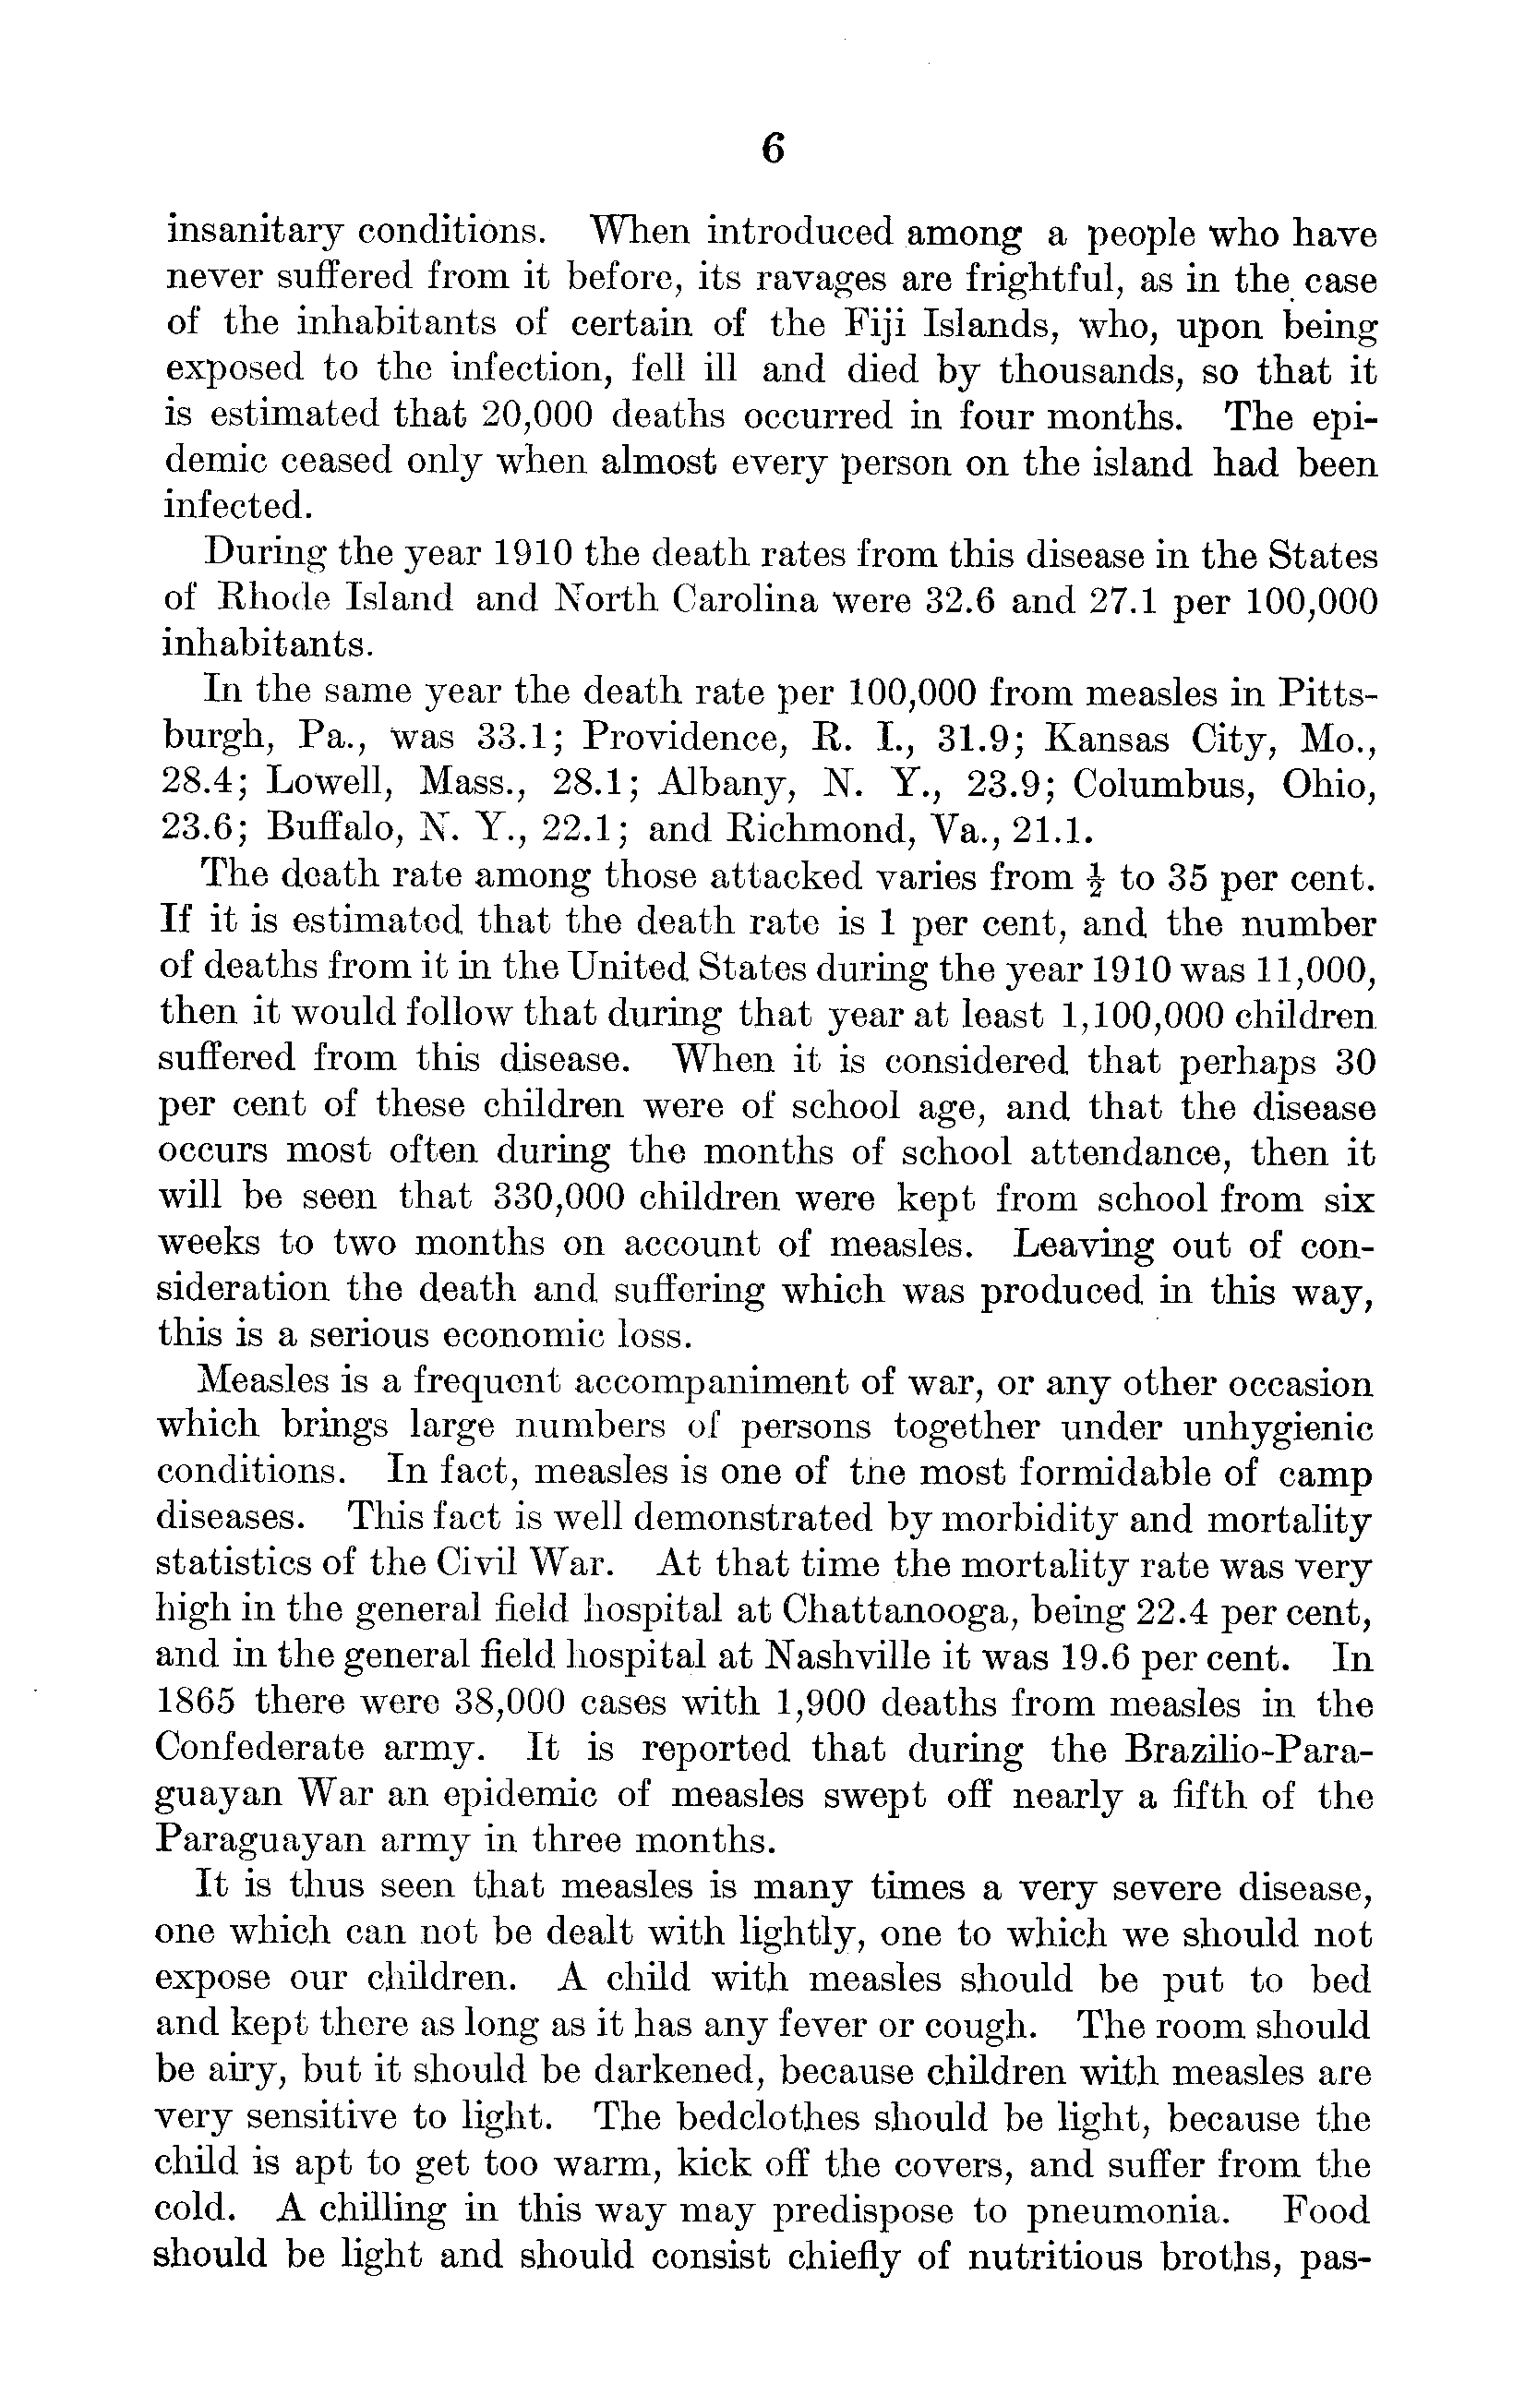 6
insanitary conditions. When introduced among a people who have
never suffered from it before, its ravages are frightful, as in the case
of the inhabitants of certain of the Fiji Islands, who, upon being
exposed to the infection, fell ill and died by thousands, so that it
is estimated that 20,000 deaths occurred in four months. The epi-
demic ceased only when almost every person on the island had been
infected.
During the year 1910 the death rates from this disease in the States
of Rhode Island and North Carolina were 32.6 and 27.1 per 100,000
inhabitants.
In the same year the death rate per 100,000 from measles in Pitts-
burgh, Pa., was 33.1; Providence, R. I., 31.9; Kansas City, Mo.,
28.4; Lowell, Mass., 28.1; Albany, N. Y., 23.9; Columbus, Ohio,
23.6; Buffalo, N. Y., 22.1; and Richmond, Va., 21.1.
The death rate among those attacked varies from ½ to 35 per cent.
If it is estimated that the death rate is 1 per cent, and the number
of deaths from it in the United States during the year 1910 was 11,000,
then it would follow that during that year at least 1,100,000 children
suffered from this disease. When it is considered that perhaps 30
per cent of these children were of school age, and that the disease
occurs most often during the months of school attendance, then it
will be seen that 330,000 children were kept from school from six
weeks to two months on account of measles. Leaving out of con-
sideration the death and suffering which was produced in this way,
this is a serious economic loss.
Measles is a frequent accompaniment of war, or any other occasion
which brings large numbers of persons together under unhygienic
conditions. In fact, measles is one of the most formidable of camp
diseases. This fact is well demonstrated by morbidity and mortality
statistics of the Civil War. At that time the mortality rate was very
high in the general field hospital at Chattanooga, being 22.4 per cent,
and in the general field hospital at Nashville it was 19.6 per cent. In
1865 there were 38,000 cases with 1,900 deaths from measles in the
Confederate army. It is reported that during the Brazilio-Para-
guayan War an epidemic of measles swept off nearly a fifth of the
Paraguayan army in three months.
It is thus seen that measles is many times a very severe disease,
one which can not be dealt with lightly, one to which we should not
expose our children. A child with measles should be put to bed
and kept there as long as it has any fever or cough. The room should
be airy, but it should be darkened, because children with measles are
very sensitive to light. The bedclothes should be light, because the
child is apt to get too warm, kick off the covers, and suffer from the
cold. A chilling in this way may predispose to pneumonia. Food
should be light and should consist chiefly of nutritious broths, pas-